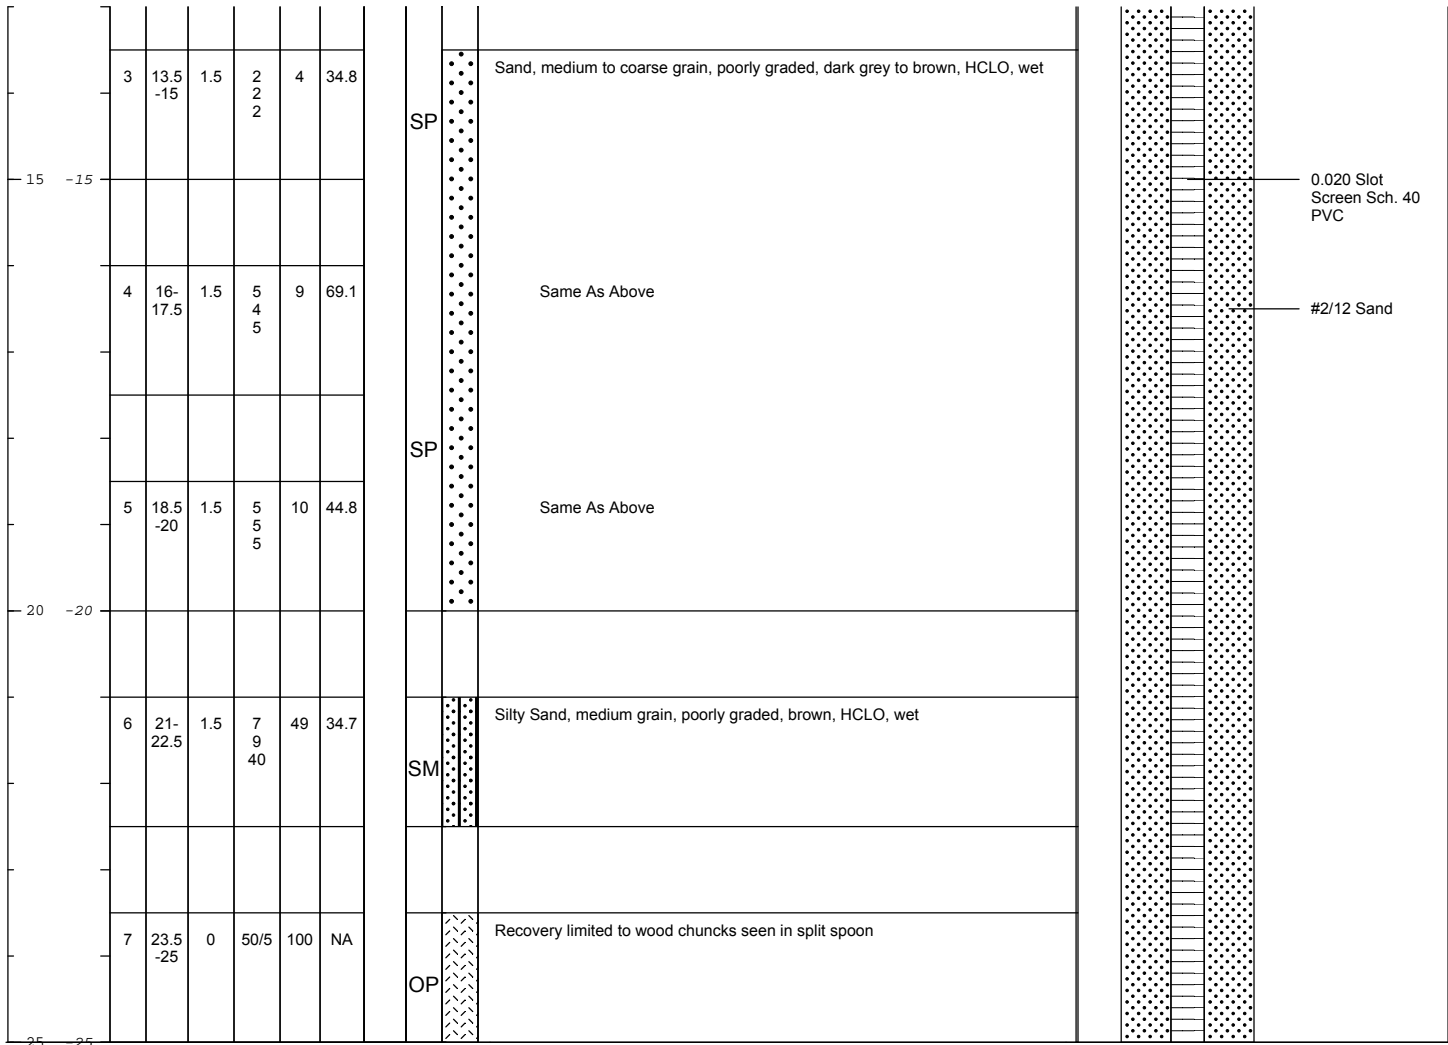 3 13.5 1.5 2 4 34.8 Sand, medium to coarse grain, poorly graded, dark grey to brown, HCLO, wet
-15 2
2
SP
15 -15 0.020 Slot
Screen Sch. 40
PVC
4 16- 1.5 5 9 69.1 Same As Above
17.5 4 #2/12 Sand
5
SP
5 18.5 1.5 5 10 44.8 Same As Above
-20 5
5
20 -20
6 21- 1.5 7 49 34.7 Silty Sand, medium grain, poorly graded, brown, HCLO, wet
22.5 9
40
SM
7 23.5 0 50/5 100 NA Recovery limited to wood chuncks seen in split spoon
-25
OP
25 -25